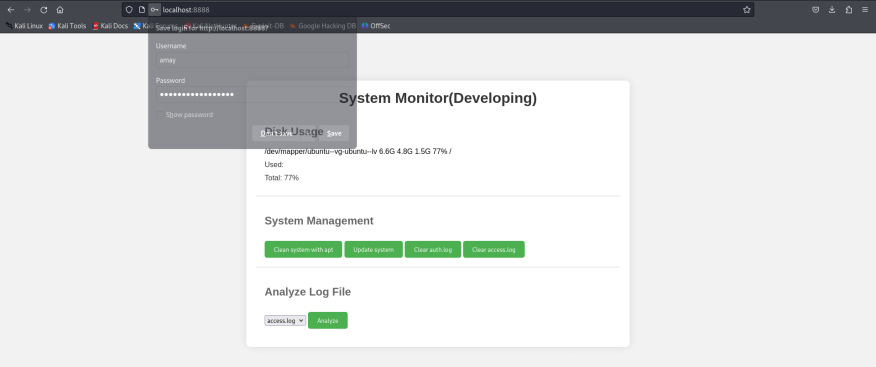 localhost:8888
Kali Linux Kali Tools Kali Docs Kali Forums Kali NetHunter Exploit-DB Google Hacking DB OffSec
Save login for http://localhost:8888?
Username
amay
Password
Show password
Don't save Save
System Monitor(Developing)
Disk Usage
/dev/mapper/ubuntu--vg-ubuntu--lv 6.6G 4.8G 1.5G 77% /
Used:
Total: 77%
System Management
Clean system with apt Update system Clear auth.log Clear access.log
Analyze Log File
access.log Analyze